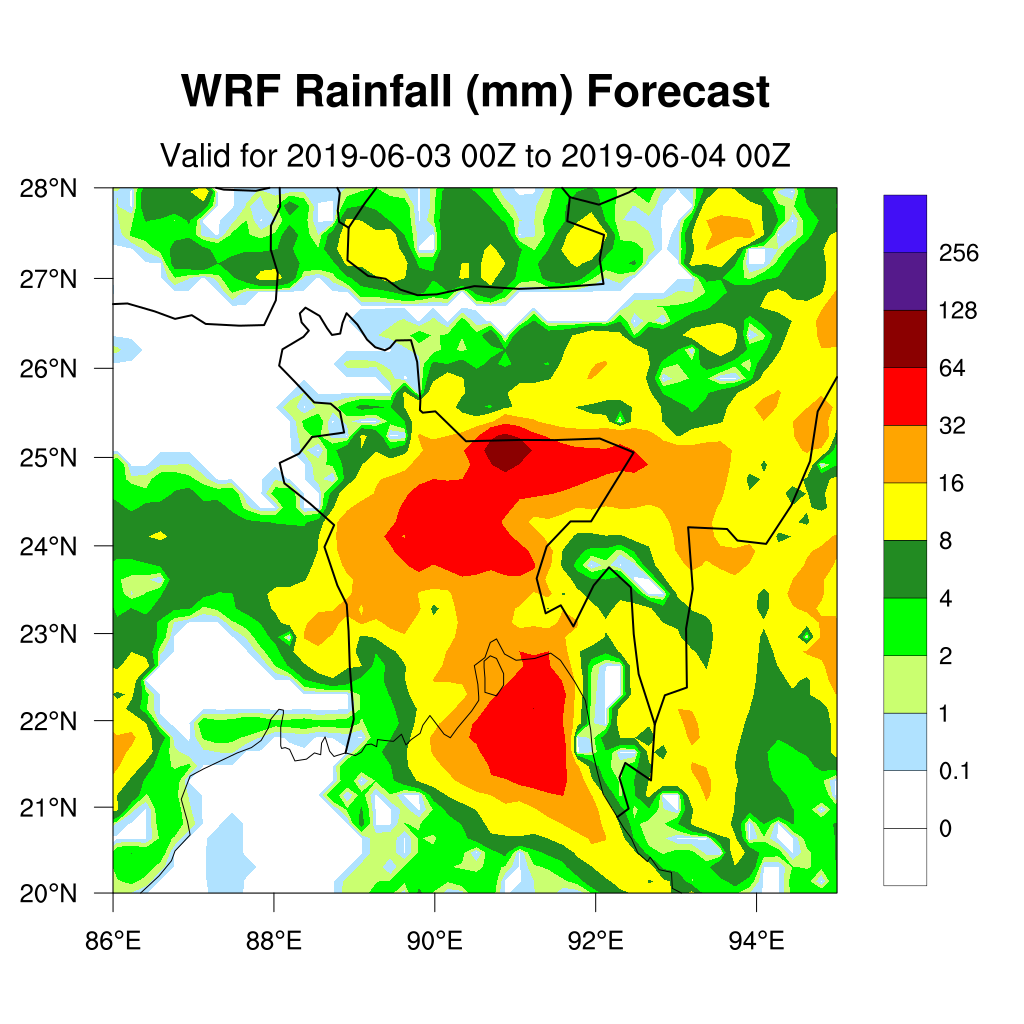 WRF Rainfall (mm) Forecast
Valid for 2019-06-03 00Z to 2019-06-04 00Z
28°N
27°N
26°N
25°N
24°N
23°N
22°N
21°N
20°N
86°E 88°E 90°E 92°E 94°E
256
128
64
32
16
8
4
2
1
0.1
0